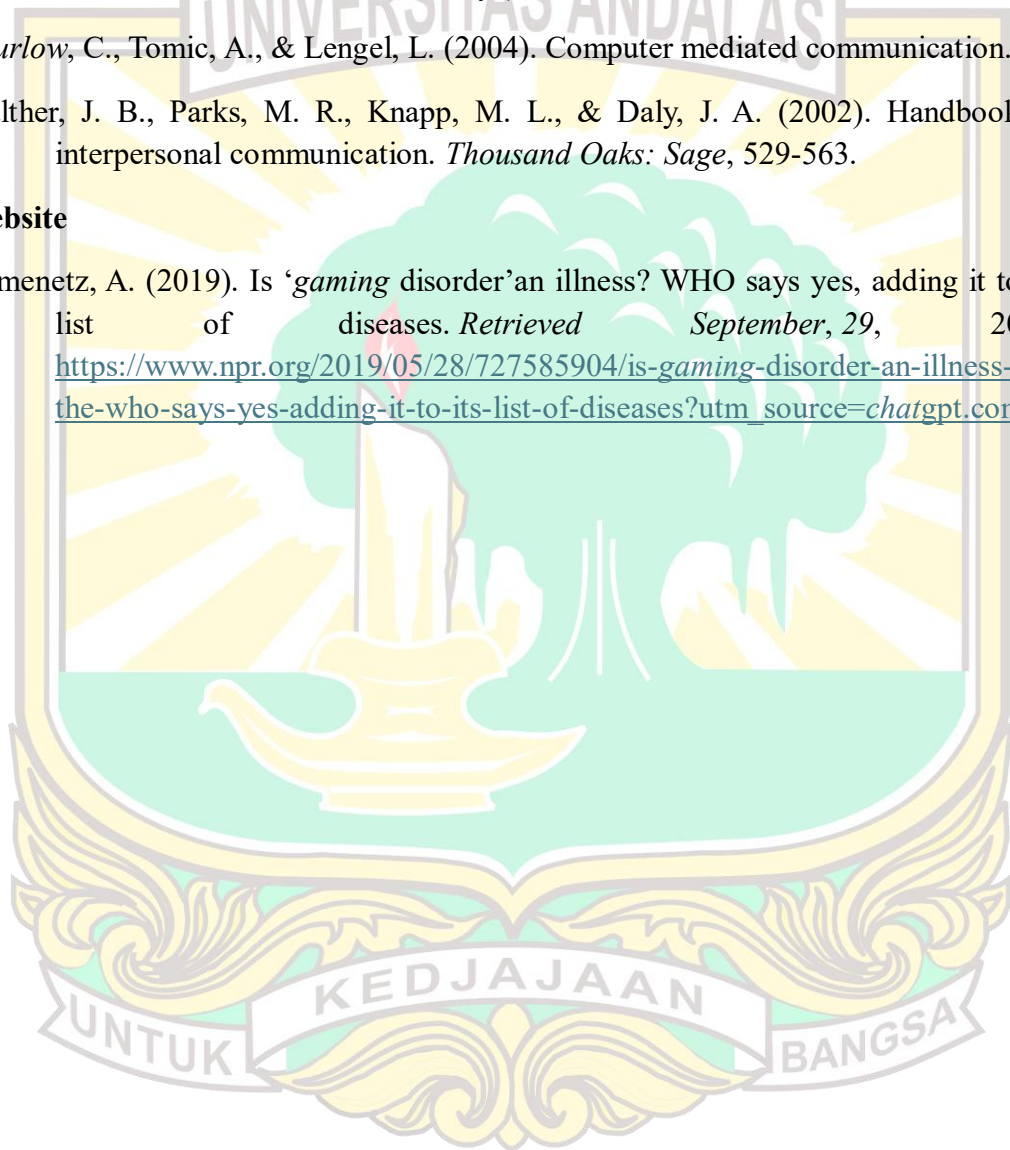 UNIVERSITAS ANDALAS
urlow, C., Tomic, A., & Lengel, L. (2004). Computer mediated communication.
lther, J. B., Parks, M. R., Knapp, M. L., & Daly, J. A. (2002). Handbook
interpersonal communication. Thousand Oaks: Sage, 529-563.
ebsite
menetz, A. (2019). Is ‘gaming disorder’an illness? WHO says yes, adding it to
list of diseases. Retrieved September, 29, 20
https://www.npr.org/2019/05/28/727585904/is-gaming-disorder-an-illness-
the-who-says-yes-adding-it-to-its-list-of-diseases?utm_source=chatgpt.com
UNTUK KEDJAJAAN BANGSA